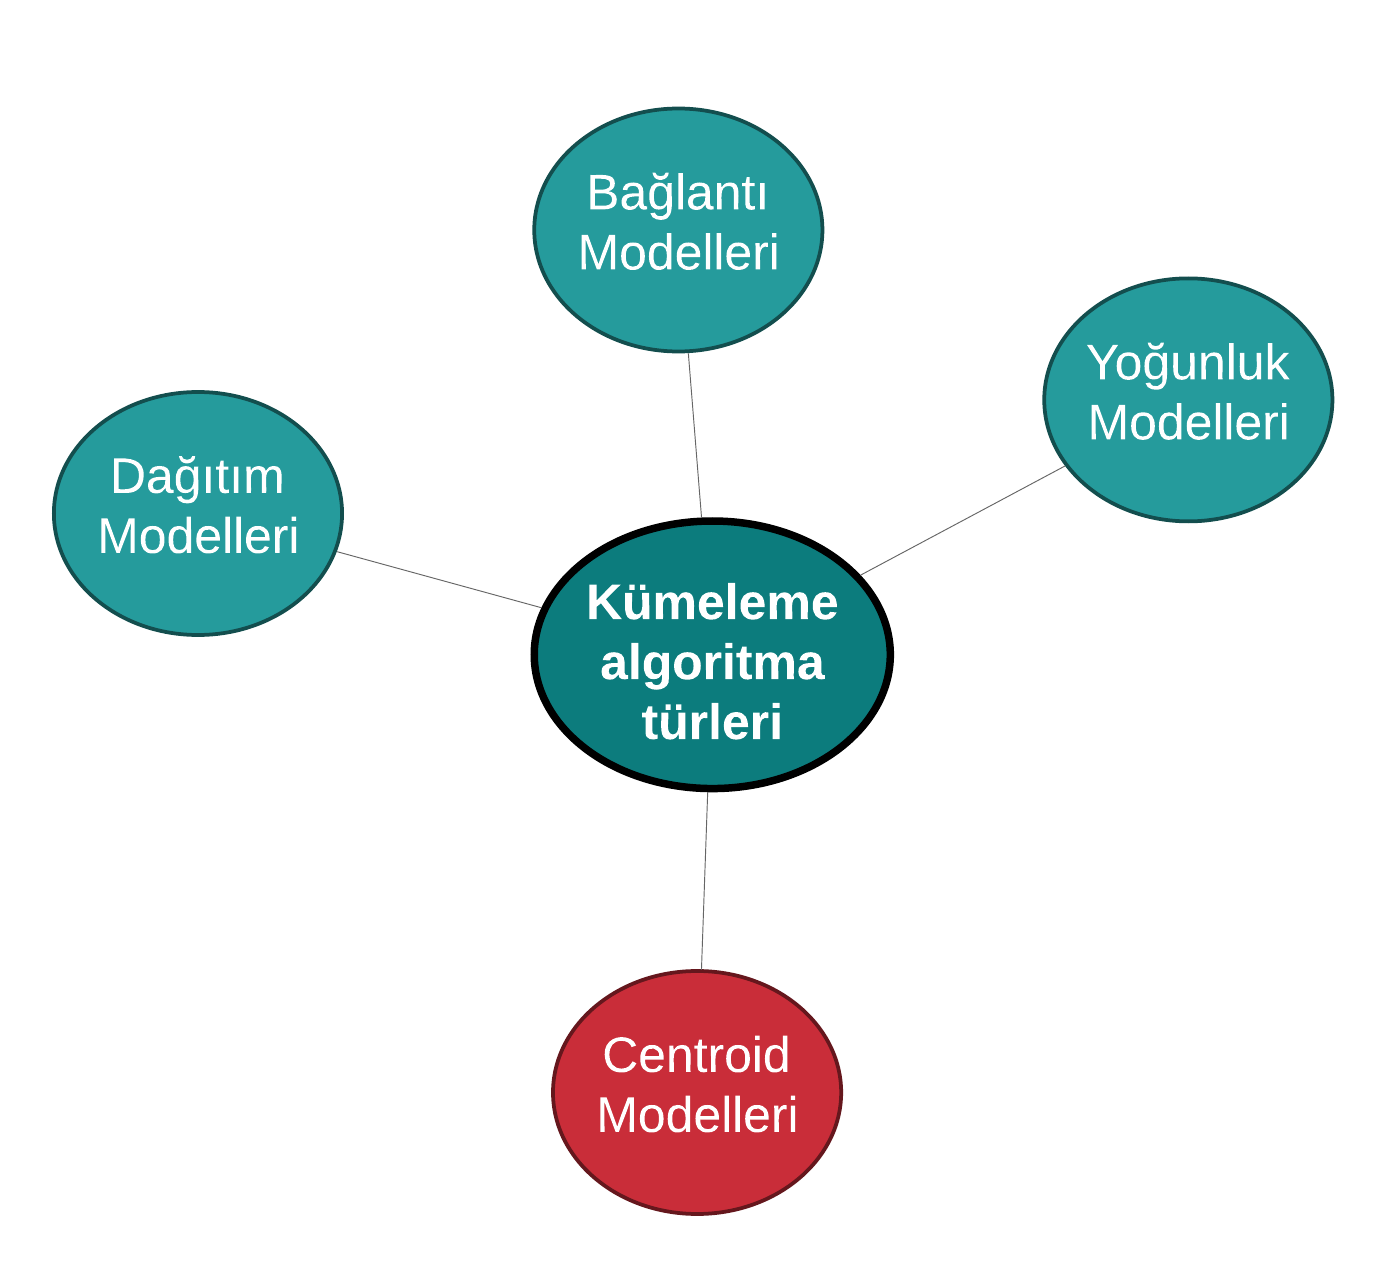 Bağlantı
Modelleri
Yoğunluk
Modelleri
Dağıtım
Modelleri
Kümeleme
algoritma
türleri
Centroid
Modelleri